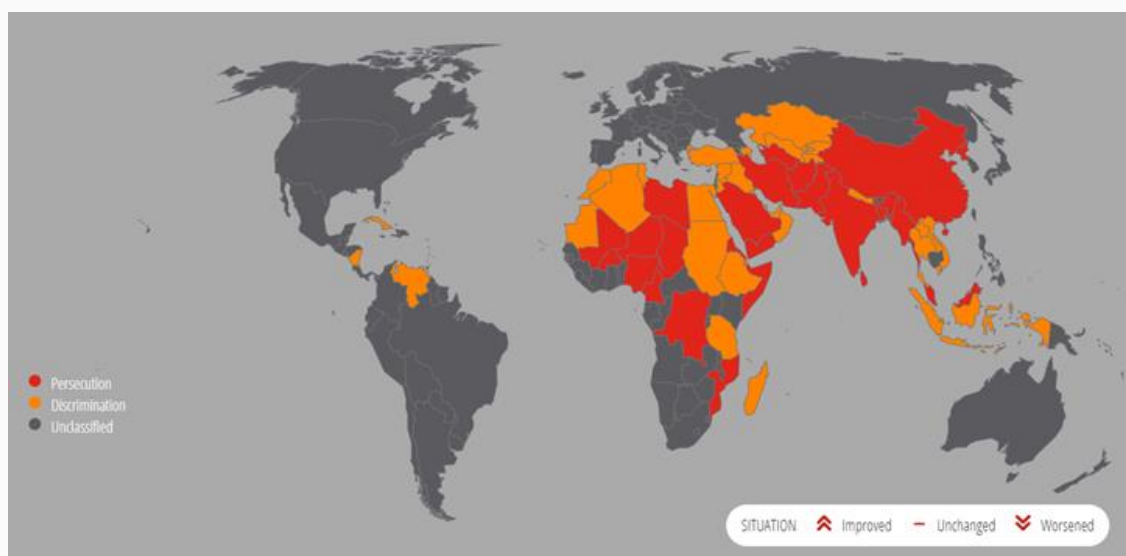 Persecution
Discrimination
Unclassified
SITUATION Improved Unchanged Worsened